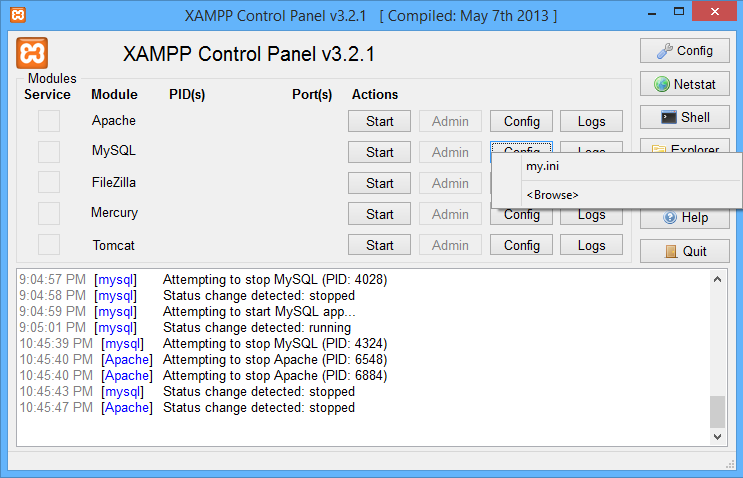 XAMPP Control Panel v3.2.1 [ Compiled: May 7th 2013 ]
XAMPP Control Panel v3.2.1
Config
Modules
Service Module PID(s) Port(s) Actions
Netstat
Apache Start Admin Config Logs
Shell
MySQL Start Admin Config Logs
Explorer
my.ini
FileZilla Start
<Browse>
Mercury Start Admin Config Logs
Help
Tomcat Start Admin Config Logs
Quit
9:04:57 PM [mysql] Attempting to stop MySQL (PID: 4028)
9:04:58 PM [mysql] Status change detected: stopped
9:04:59 PM [mysql] Attempting to start MySQL app...
9:05:01 PM [mysql] Status change detected: running
10:45:39 PM [mysql] Attempting to stop MySQL (PID: 4324)
10:45:40 PM [Apache] Attempting to stop Apache (PID: 6548)
10:45:40 PM [Apache] Attempting to stop Apache (PID: 6884)
10:45:43 PM [mysql] Status change detected: stopped
10:45:47 PM [Apache] Status change detected: stopped